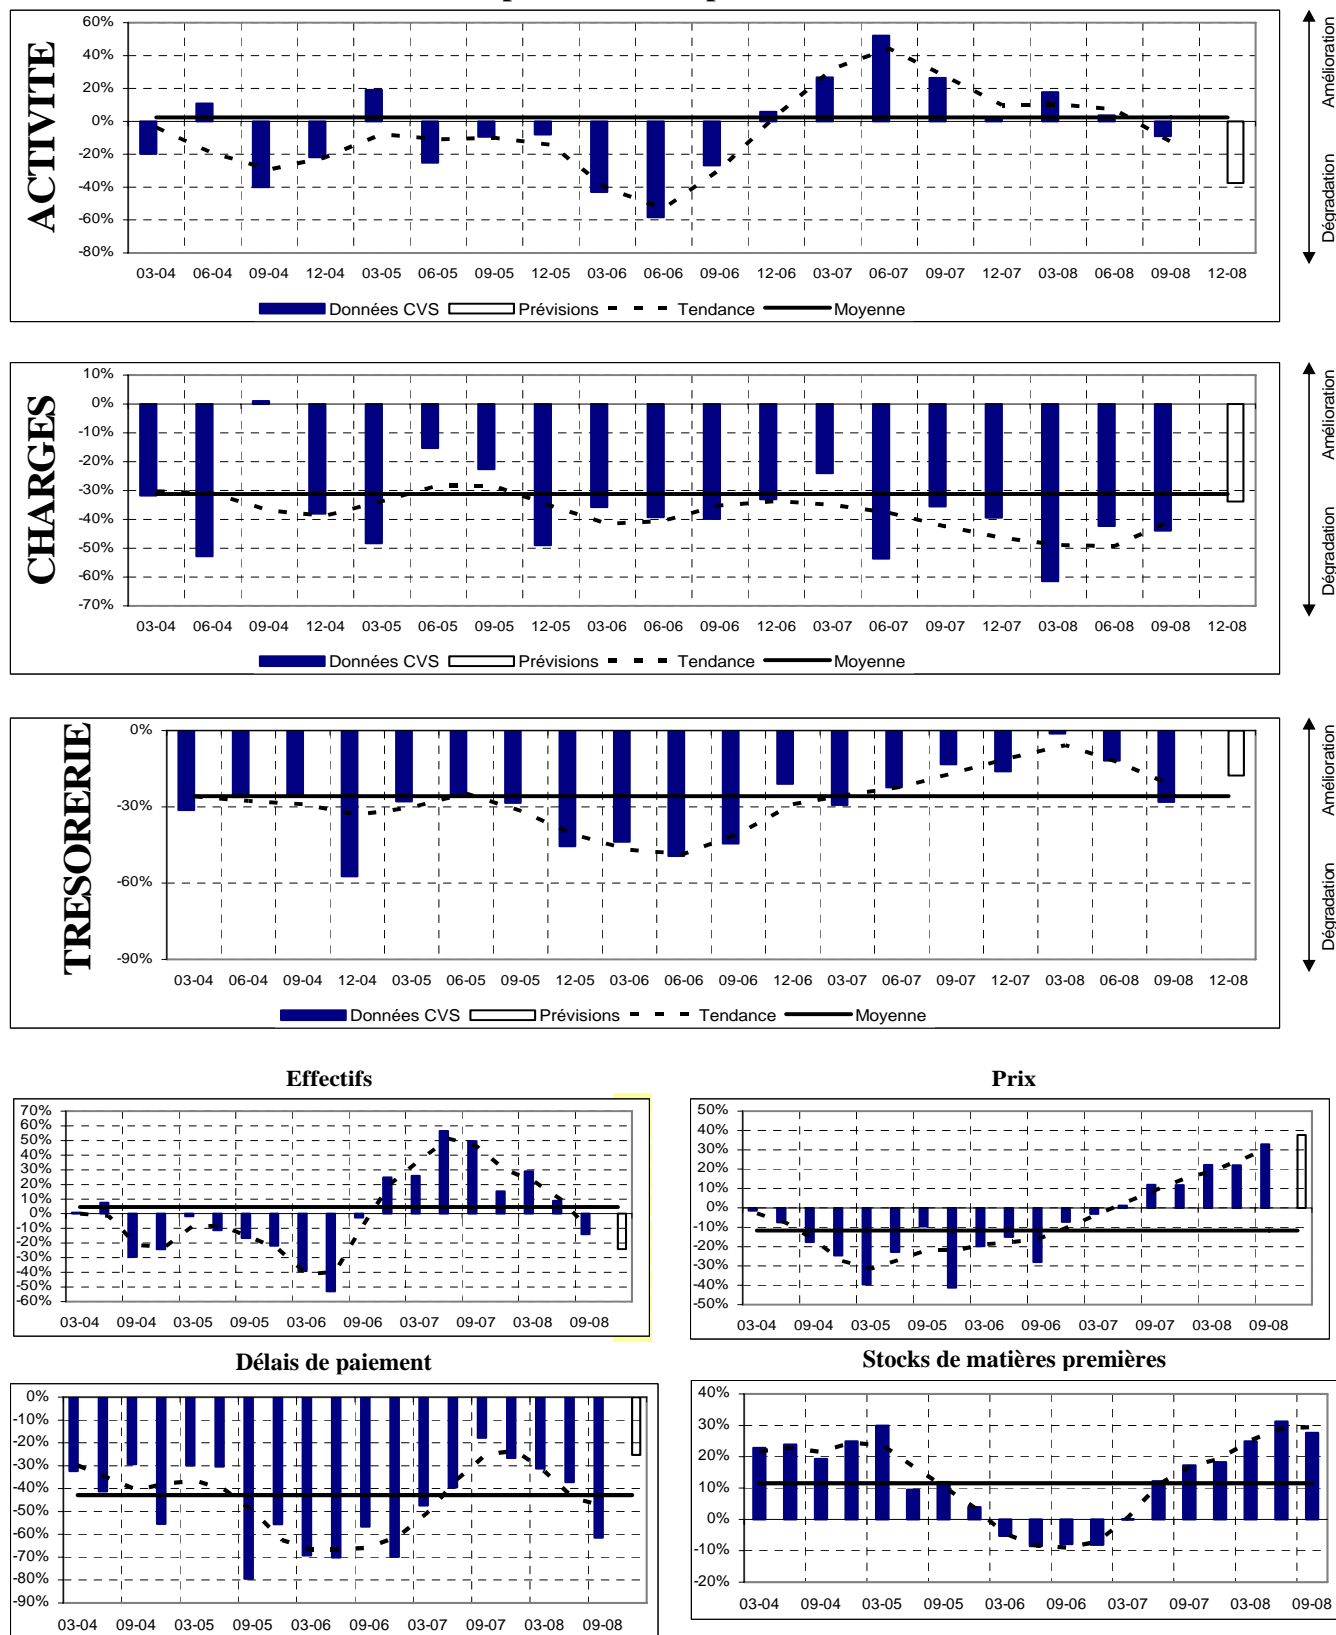 ACTIVITE
60%
40%
20%
0%
-20%
-40%
-60%
-80%
03-04 06-04 09-04 12-04 03-05 06-05 09-05 12-05 03-06 06-06 09-06 12-06 03-07 06-07 09-07 12-07 03-08 06-08 09-08 12-08
Données CVS Prévisions Tendance Moyenne
Amélioration
Dégradation
CHARGES
10%
0%
-10%
-20%
-30%
-40%
-50%
-60%
-70%
03-04 06-04 09-04 12-04 03-05 06-05 09-05 12-05 03-06 06-06 09-06 12-06 03-07 06-07 09-07 12-07 03-08 06-08 09-08 12-08
Données CVS Prévisions Tendance Moyenne
Amélioration
Dégradation
TRESORERIE
0%
-30%
-60%
-90%
03-04 06-04 09-04 12-04 03-05 06-05 09-05 12-05 03-06 06-06 09-06 12-06 03-07 06-07 09-07 12-07 03-08 06-08 09-08 12-08
Données CVS Prévisions Tendance Moyenne
Amélioration
Dégradation
Effectifs
70%
60%
50%
40%
30%
20%
10%
0%
-10%
-20%
-30%
-40%
-50%
-60%
03-04 09-04 03-05 09-05 03-06 09-06 03-07 09-07 03-08 09-08
Prix
50%
40%
30%
20%
10%
0%
-10%
-20%
-30%
-40%
-50%
03-04 09-04 03-05 09-05 03-06 09-06 03-07 09-07 03-08 09-08
Délais de paiement
0%
-10%
-20%
-30%
-40%
-50%
-60%
-70%
-80%
-90%
03-04 09-04 03-05 09-05 03-06 09-06 03-07 09-07 03-08 09-08
Stocks de matières premières
40%
30%
20%
10%
0%
-10%
-20%
03-04 09-04 03-05 09-05 03-06 09-06 03-07 09-07 03-08 09-08